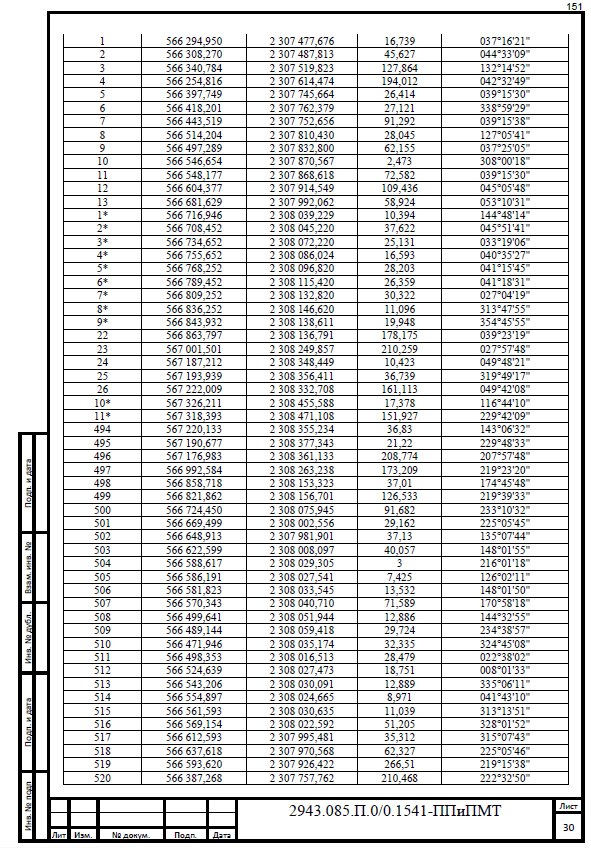 151
1 566 294,950 2 307 477,676 16,739 037°16'21"
2 566 308,270 2 307 487,813 45,627 044°33'09"
3 566 340,784 2 307 519,823 127,864 132°14'52"
4 566 254,816 2 307 614,474 194,012 042°32'49"
5 566 397,749 2 307 745,664 26,414 039°15'30"
6 566 418,201 2 307 762,379 27,121 338°59'29"
7 566 443,519 2 307 752,656 91,292 039°15'38"
8 566 514,204 2 307 810,430 28,045 127°05'41"
9 566 497,289 2 307 832,800 62,155 037°25'05"
10 566 546,654 2 307 870,567 2,473 308°00'18"
11 566 548,177 2 307 868,618 72,582 039°15'30"
12 566 604,377 2 307 914,549 109,436 045°05'48"
13 566 681,629 2 307 992,062 58,924 053°10'31"
1* 566 716,946 2 308 039,229 10,394 144°48'14"
2* 566 708,452 2 308 045,220 37,622 045°51'41"
3* 566 734,652 2 308 072,220 25,131 033°19'06"
4* 566 755,652 2 308 086,024 16,593 040°35'27"
5* 566 768,252 2 308 096,820 28,203 041°15'45"
6* 566 789,452 2 308 115,420 26,359 041°18'31"
7* 566 809,252 2 308 132,820 30,322 027°04'19"
8* 566 836,252 2 308 146,620 11,096 313°47'55"
9* 566 843,932 2 308 138,611 19,948 354°45'55"
22 566 863,797 2 308 136,791 178,175 039°23'19"
23 567 001,501 2 308 249,857 210,259 027°57'48"
24 567 187,212 2 308 348,449 10,423 049°48'21"
25 567 193,939 2 308 356,411 36,739 319°49'17"
26 567 222,009 2 308 332,708 161,113 049°42'08"
10* 567 326,211 2 308 455,588 17,378 116°44'10"
11* 567 318,393 2 308 471,108 151,927 229°42'09"
494 567 220,133 2 308 355,234 36,83 143°06'32"
495 567 190,677 2 308 377,343 21,22 229°48'33"
496 567 176,983 2 308 361,133 208,774 207°57'48"
497 566 992,584 2 308 263,238 173,209 219°23'20"
498 566 858,718 2 308 153,323 37,01 174°45'48"
499 566 821,862 2 308 156,701 126,533 219°39'33"
500 566 724,450 2 308 075,945 91,682 233°10'32"
501 566 669,499 2 308 002,556 29,162 225°05'45"
502 566 648,913 2 307 981,901 37,13 135°07'44"
503 566 622,599 2 308 008,097 40,057 148°01'55"
504 566 588,617 2 308 029,305 3 216°01'18"
505 566 586,191 2 308 027,541 7,425 126°02'11"
506 566 581,823 2 308 033,545 13,532 148°01'50"
507 566 570,343 2 308 040,710 71,589 170°58'18"
508 566 499,641 2 308 051,944 12,886 144°32'55"
509 566 489,144 2 308 059,418 29,724 234°38'57"
510 566 471,946 2 308 035,174 32,335 324°45'08"
511 566 498,353 2 308 016,513 28,479 022°38'02"
512 566 524,639 2 308 027,473 18,751 008°01'33"
513 566 543,206 2 308 030,091 12,889 335°06'11"
514 566 554,897 2 308 024,665 8,971 041°43'10"
515 566 561,593 2 308 030,635 11,039 313°13'51"
516 566 569,154 2 308 022,592 51,205 328°01'52"
517 566 612,593 2 307 995,481 35,312 315°07'43"
518 566 637,618 2 307 970,568 62,327 225°05'46"
519 566 593,620 2 307 926,422 266,51 219°15'38"
520 566 387,268 2 307 757,762 210,468 222°32'50"
Подп. и дата
Взам. инв. №
Инв. № дубл.
Подп. и дата
Инв. № подп
Лит Изм. № докум. Подп. Дата
2943.085.П.0/0.1541-ППиПМТ
Лист
30